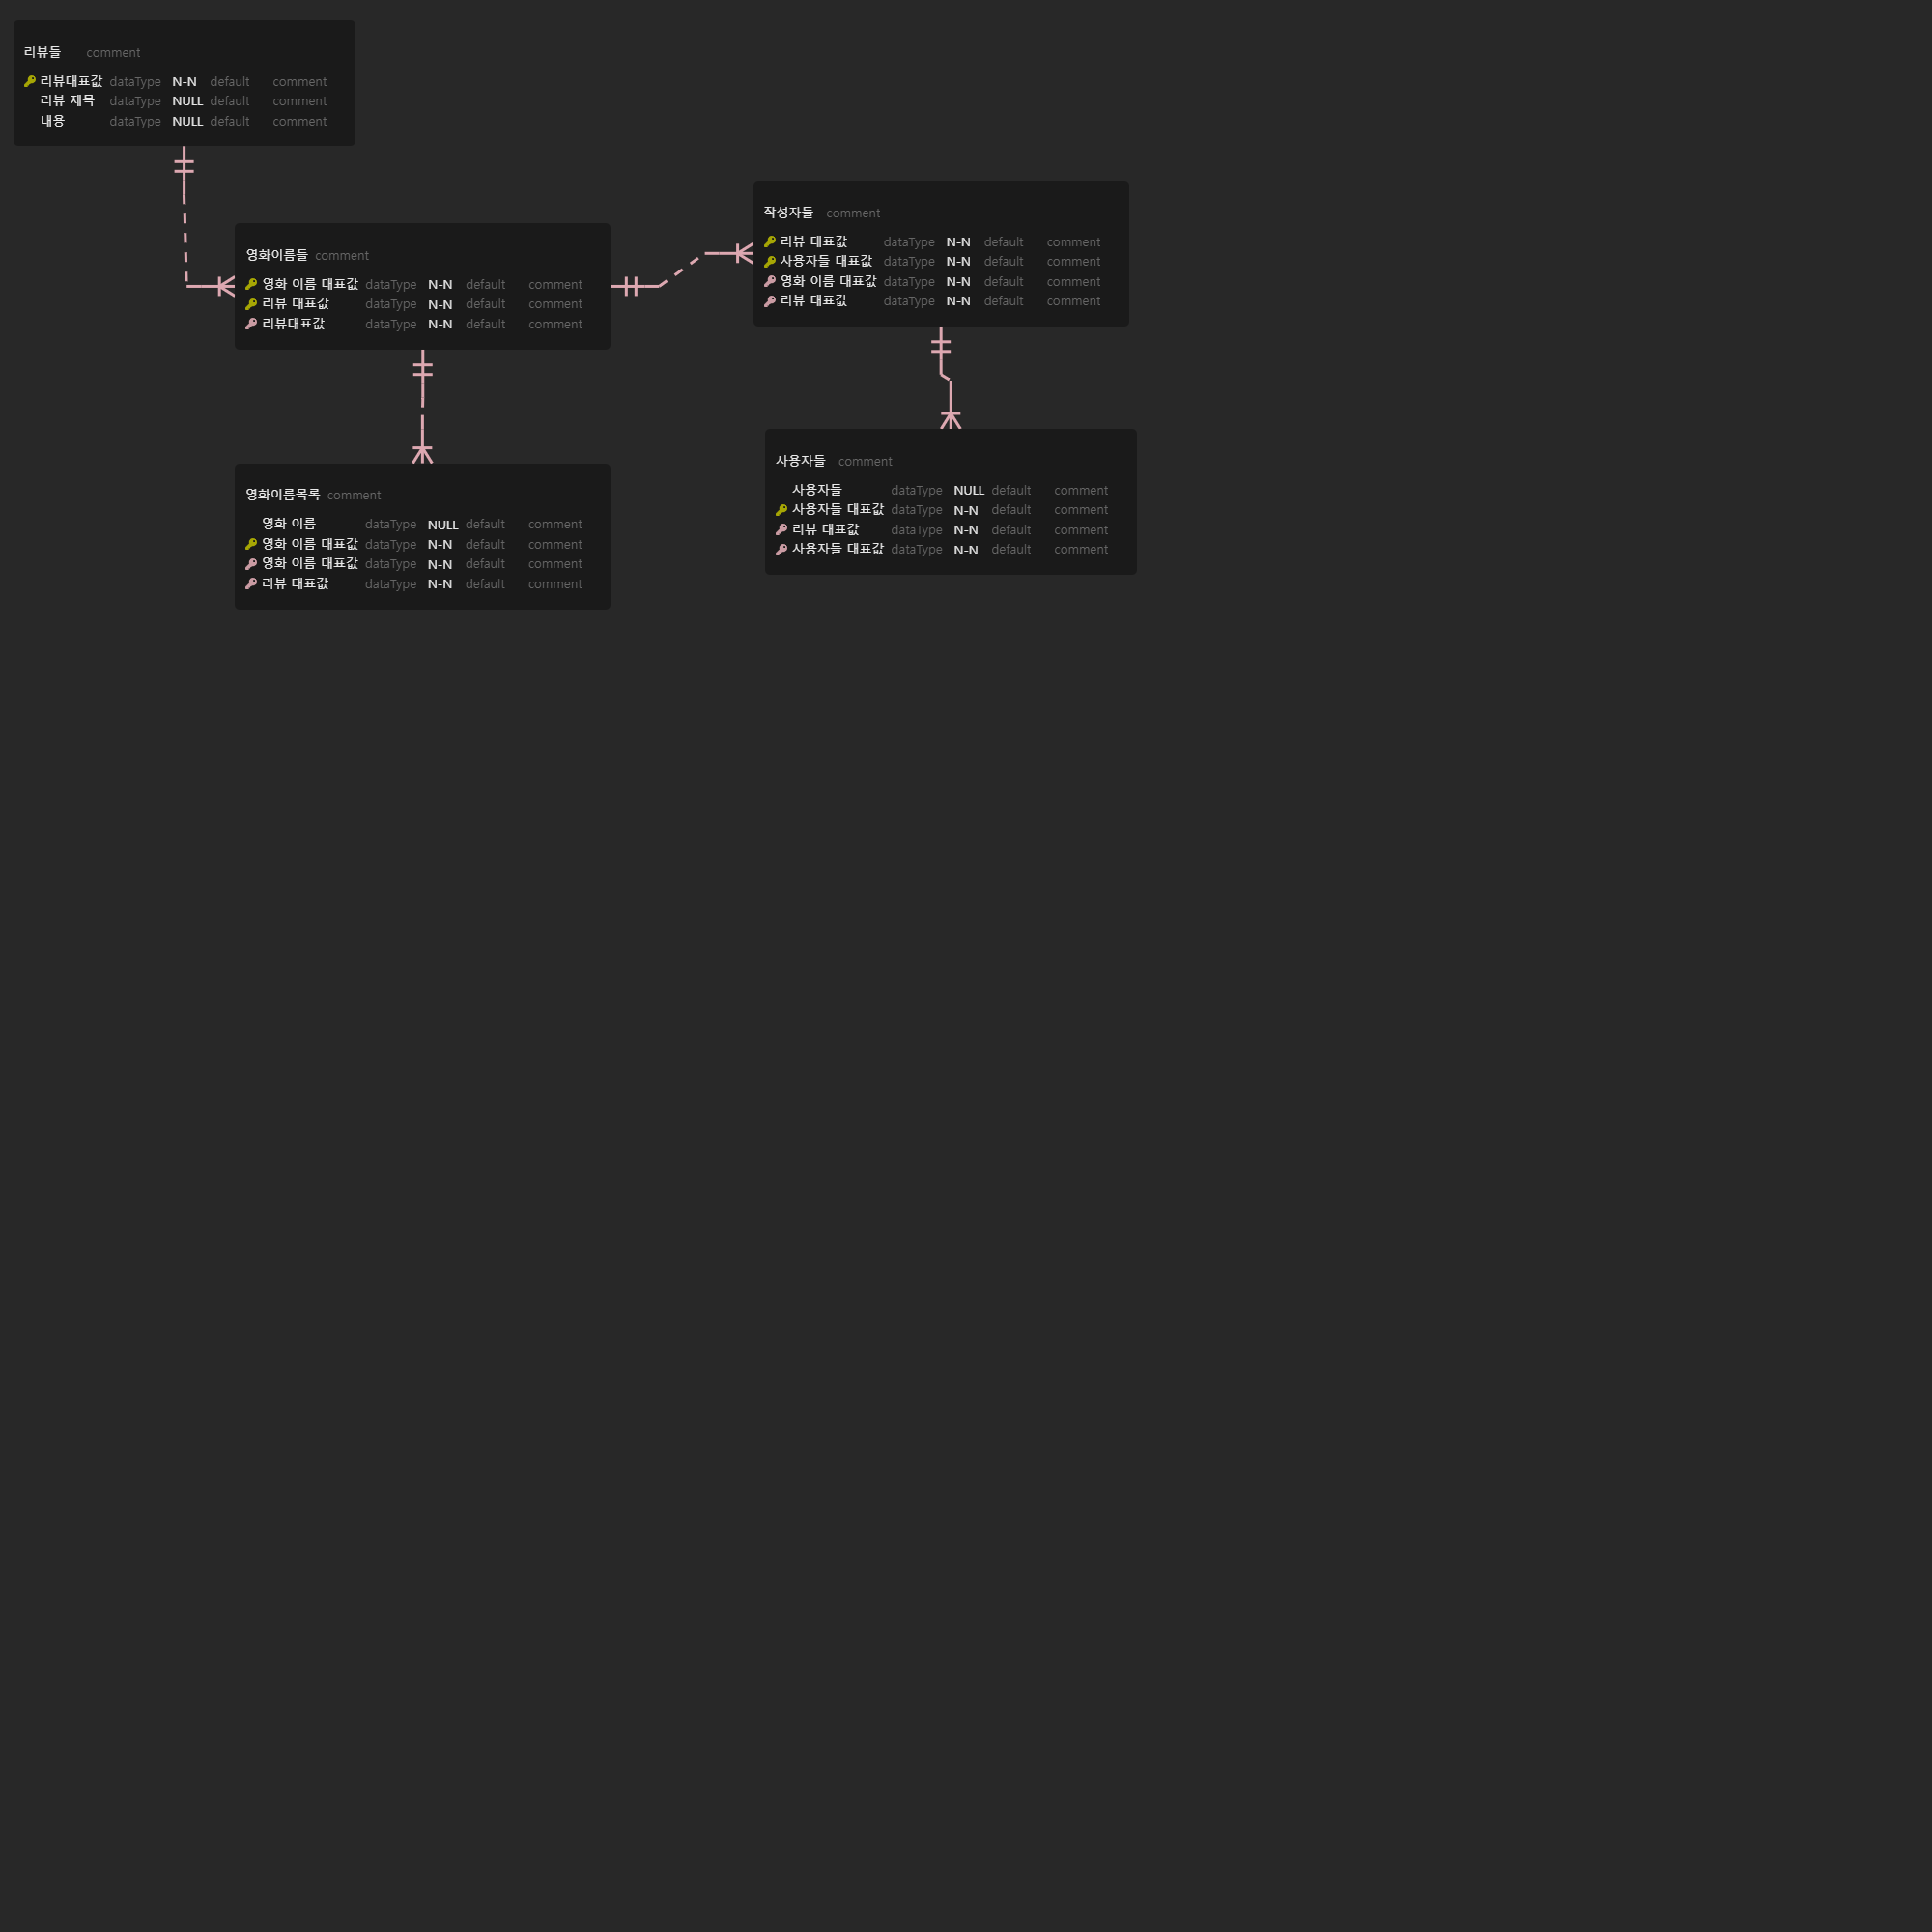 리뷰들 comment
리뷰대표값 dataType N-N default comment
리뷰 제목 dataType NULL default comment
내용 dataType NULL default comment
작성자들 comment
리뷰 대표값 dataType N-N default comment
사용자들 대표값 dataType N-N default comment
영화 이름 대표값 dataType N-N default comment
리뷰 대표값 dataType N-N default comment
영화이름들 comment
영화 이름 대표값 dataType N-N default comment
리뷰 대표값 dataType N-N default comment
리뷰대표값 dataType N-N default comment
사용자들 comment
사용자들 dataType NULL default comment
사용자들 대표값 dataType N-N default comment
리뷰 대표값 dataType N-N default comment
사용자들 대표값 dataType N-N default comment
영화이름목록 comment
영화 이름 dataType NULL default comment
영화 이름 대표값 dataType N-N default comment
영화 이름 대표값 dataType N-N default comment
리뷰 대표값 dataType N-N default comment